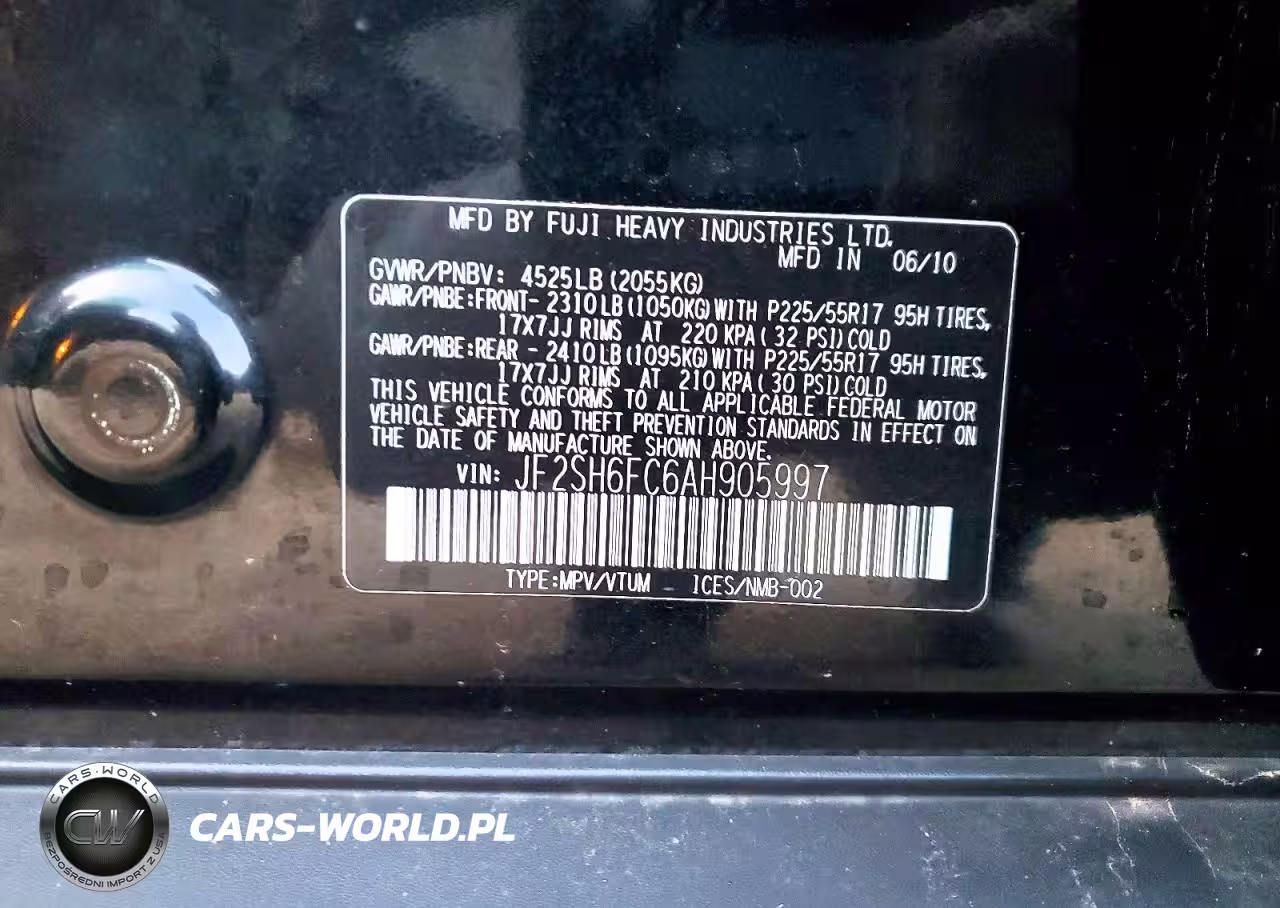 MFD BY FUJI HEAVY INDUSTRIES LTD.
MFD IN 06/10
GVWR/PNBV: 4525LB (2055KG)
GAWR/PNBE:FRONT- 2310LB (1050KG) WITH P225/55R17 95H TIRES,
17X7JJ RIMS AT 220 KPA ( 32 PSI) COLD
GAWR/PNBE:REAR - 2410LB (1095KG) WITH P225/55R17 95H TIRES,
17X7JJ RIMS AT 210 KPA ( 30 PSI) COLD
THIS VEHICLE CONFORMS TO ALL APPLICABLE FEDERAL MOTOR
VEHICLE SAFETY AND THEFT PREVENTION STANDARDS IN EFFECT ON
THE DATE OF MANUFACTURE SHOWN ABOVE.
VIN: JF2SH6FC6AH905997
TYPE:MPV/VTUM ICES/NMB-002
CARS-WORLD
CW
BEZPOŚREDNI IMPORT Z USA
CARS-WORLD.PL